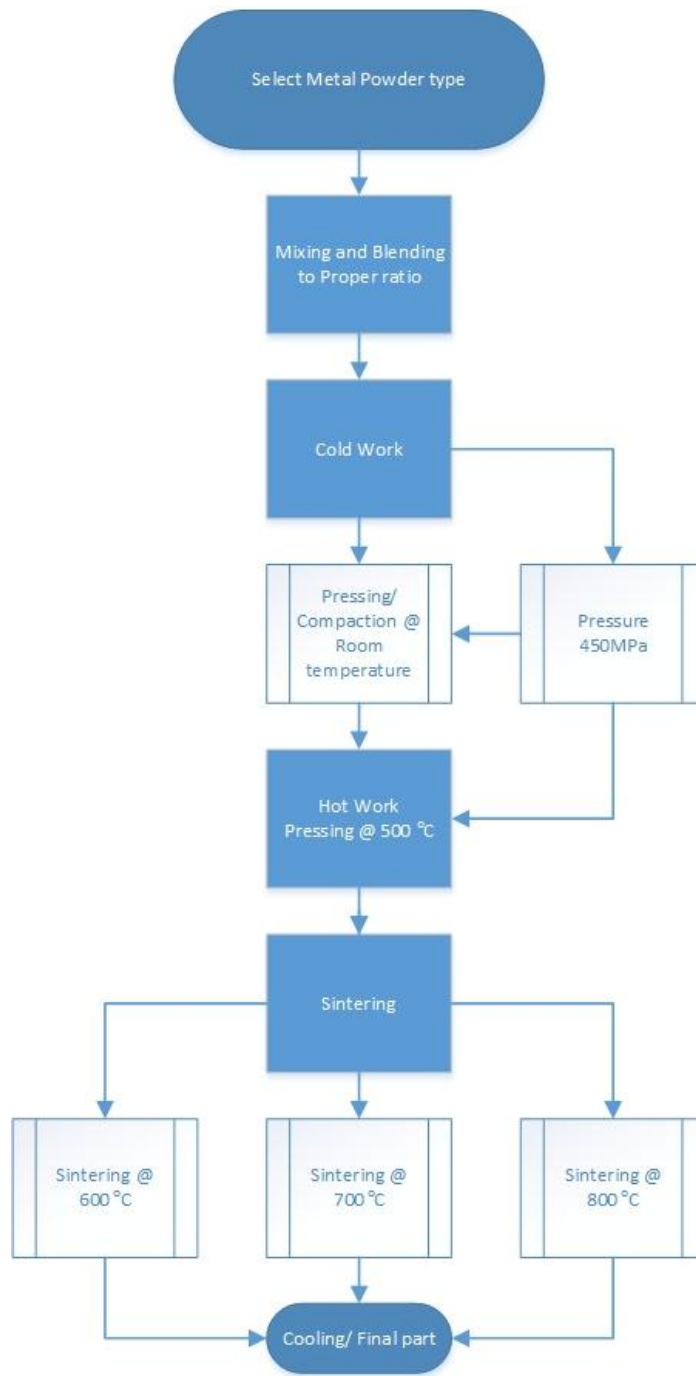 Select Metal Powder type
Mixing and Blending
to Proper ratio
Cold Work
Pressing/
Compaction @
Room
temperature
Pressure
450MPa
Hot Work
Pressing @ 500 °C
Sintering
Sintering @
600 °C
Sintering @
700 °C
Sintering @
800 °C
Cooling/ Final part